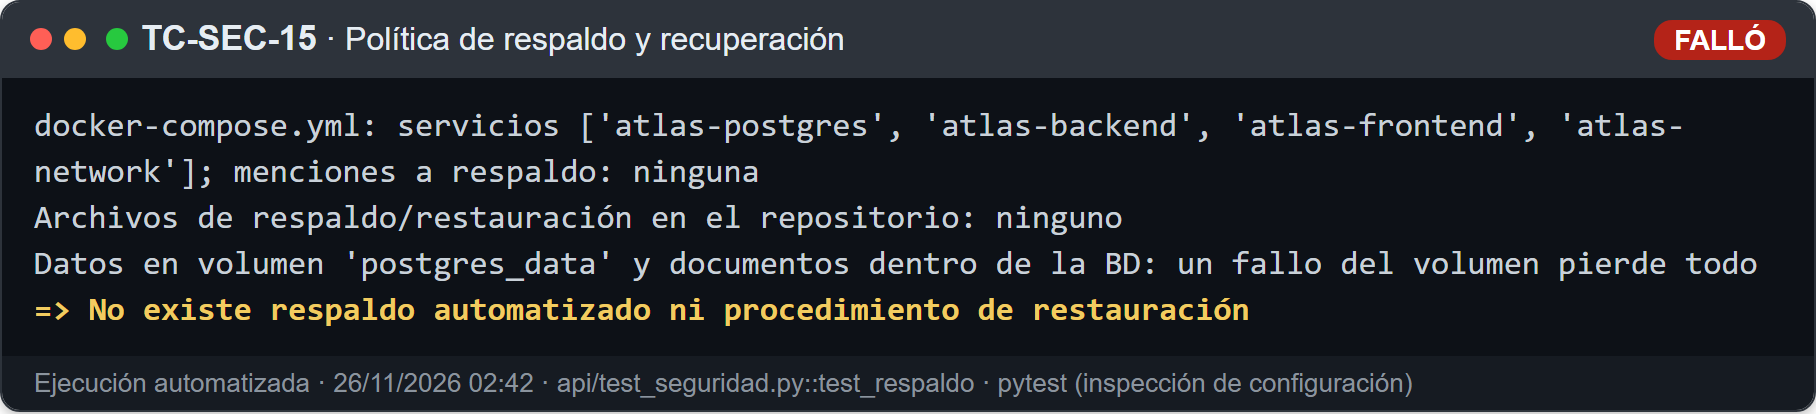 TC-SEC-15 · Política de respaldo y recuperación
FALLÓ
docker-compose.yml: servicios ['atlas-postgres', 'atlas-backend', 'atlas-frontend', 'atlas-
network']; menciones a respaldo: ninguna
Archivos de respaldo/restauración en el repositorio: ninguno
Datos en volumen 'postgres_data' y documentos dentro de la BD: un fallo del volumen pierde todo
=> No existe respaldo automatizado ni procedimiento de restauración
Ejecución automatizada · 26/11/2026 02:42 · api/test_seguridad.py::test_respaldo · pytest (inspección de configuración)